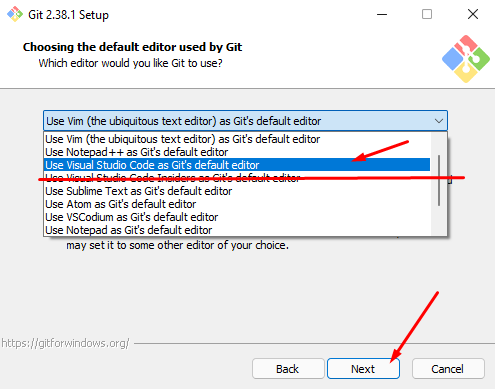 Git 2.38.1 Setup
Choosing the default editor used by Git
Which editor would you like Git to use?
Use Vim (the ubiquitous text editor) as Git's default editor
Use Vim (the ubiquitous text editor) as Git's default editor
Use Notepad++ as Git's default editor
Use Visual Studio Code as Git's default editor
Use Visual Studio Code Insiders as Git's default editor
Use Sublime Text as Git's default editor
Use Atom as Git's default editor
Use VSCodium as Git's default editor
Use Notepad as Git's default editor
may set it to some other editor of your choice.
https://gitforwindows.org/
Back Next Cancel